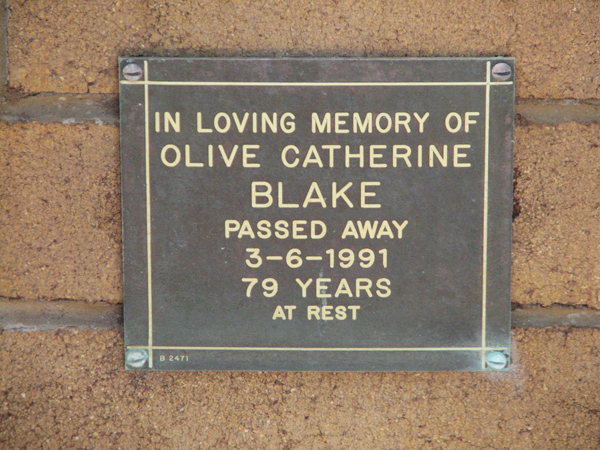 IN LOVING MEMORY OF
OLIVE CATHERINE
BLAKE
PASSED AWAY
3-6-1991
79 YEARS
AT REST
B 2471